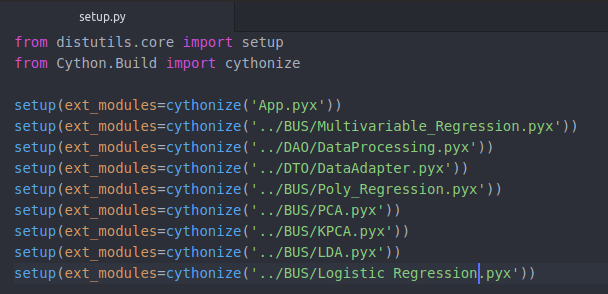 setup.py
from distutils.core import setup
from Cython.Build import cythonize
setup(ext_modules=cythonize('App.pyx'))
setup(ext_modules=cythonize('../BUS/Multivariable_Regression.pyx'))
setup(ext_modules=cythonize('../DAO/DataProcessing.pyx'))
setup(ext_modules=cythonize('../DTO/DataAdapter.pyx'))
setup(ext_modules=cythonize('../BUS/Poly_Regression.pyx'))
setup(ext_modules=cythonize('../BUS/PCA.pyx'))
setup(ext_modules=cythonize('../BUS/KPCA.pyx'))
setup(ext_modules=cythonize('../BUS/LDA.pyx'))
setup(ext_modules=cythonize('../BUS/Logistic Regression.pyx'))